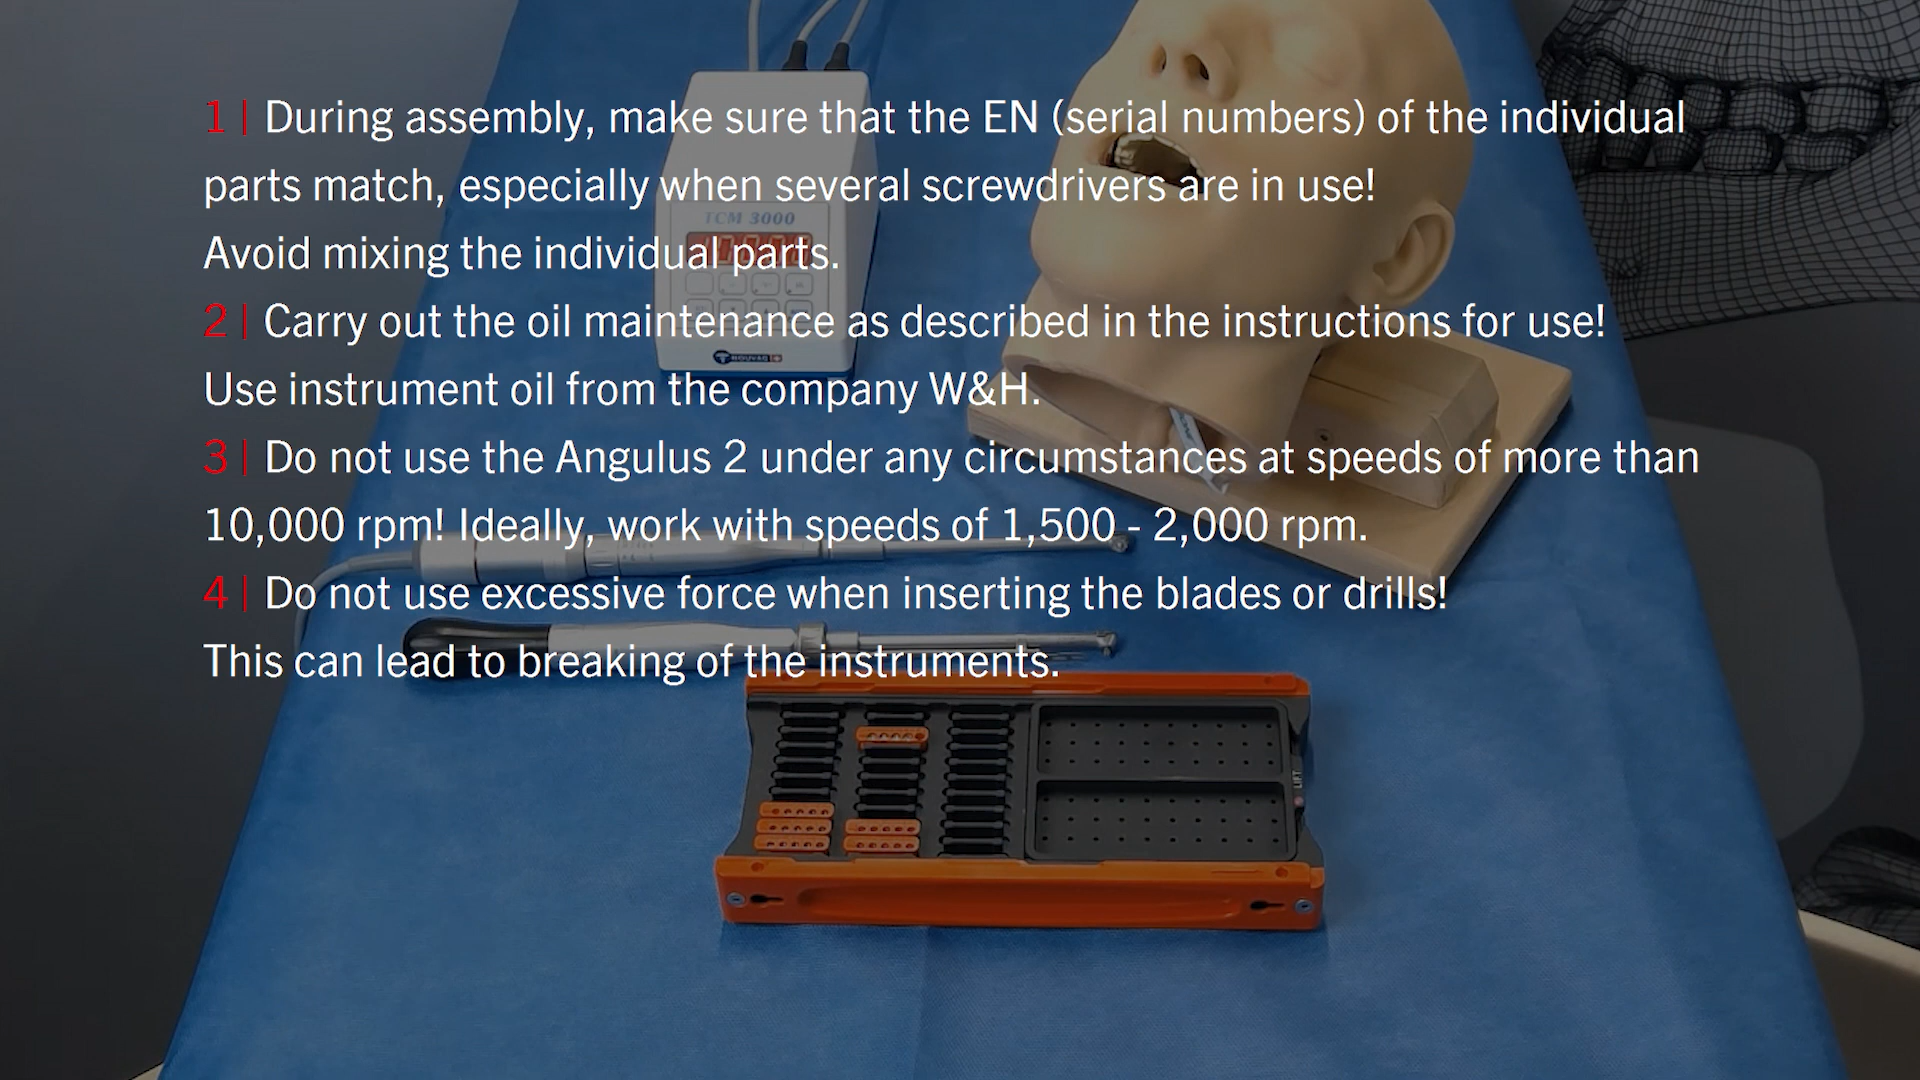 1 | During assembly, make sure that the EN (serial numbers) of the individual
parts match, especially when several screwdrivers are in use!
Avoid mixing the individual parts.
2 | Carry out the oil maintenance as described in the instructions for use!
Use instrument oil from the company W&H.
3 | Do not use the Angulus 2 under any circumstances at speeds of more than
10,000 rpm! Ideally, work with speeds of 1,500 - 2,000 rpm.
4 | Do not use excessive force when inserting the blades or drills!
This can lead to breaking of the instruments.
TCM 3000
NOUVAG